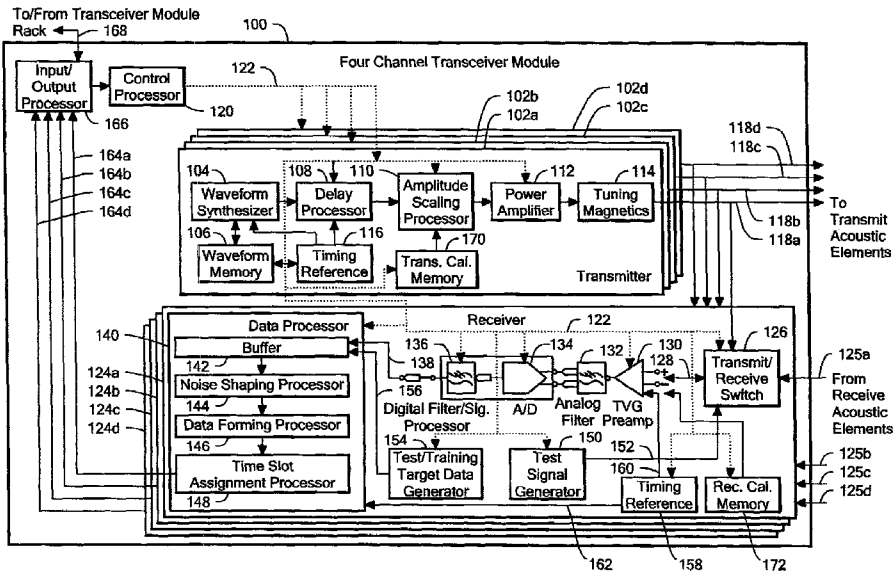 To/From Transceiver Module
Rack
168
100
Four Channel Transceiver Module
Input/
Output
Processor
166
Control
Processor
120
122
102d
102b
102c
102a
118d
118c
164a
164b
164c
164d
104
Waveform
Synthesizer
108
Delay
Processor
110
Amplitude
Scaling
Processor
112
Power
Amplifier
114
Tuning
Magnetics
To
Transmit
Acoustic
Elements
118b
118a
106
Waveform
Memory
116
Timing
Reference
170
Trans. Cal.
Memory
Transmitter
140
Data Processor
Receiver
122
Buffer
142
136
134
132
130
128
126
Transmit/
Receive
Switch
125a
138
156
124a
124b
124c
124d
Noise Shaping Processor
144
Digital Filter/Sig.
Processor
A/D
Analog
Filter
TVG
Preamp
From
Receive
Acoustic
Elements
Data Forming Processor
146
154
Test/Training
Target Data
Generator
150
Test
Signal
Generator
152
160
Time Slot
Assignment Processor
148
Timing
Reference
Rec. Cal.
Memory
125b
125c
125d
162
158
172